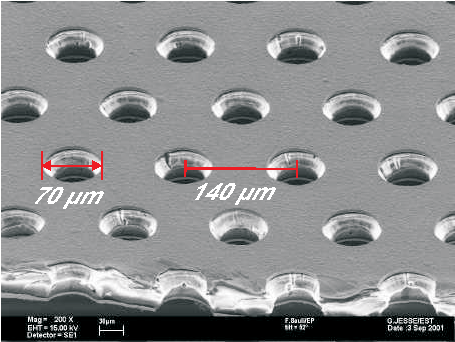 70 µm
140 µm
Mag = 200 X
EHT = 15.00 kV
Detector = SE1
30µm
F.Sauli/EP
tilt = 52°
G.JESSE/EST
Date :3 Sep 2001